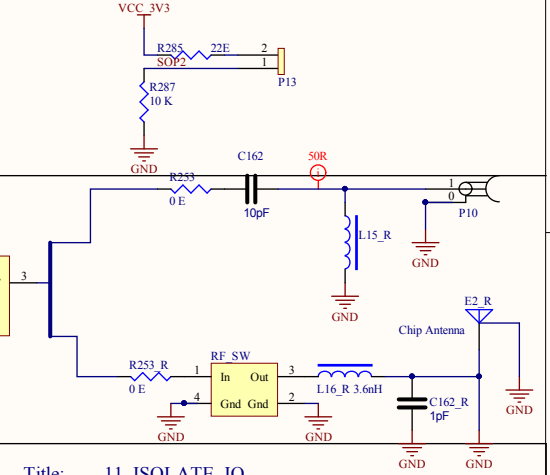 VCC_3V3
R285 22E 2
SOP2 1
P13
R287
10 K
GND
C162 50R
i
R253
0 E
10pF
1
0
P10
L15_R
GND
GND
3
E2_R
Chip Antenna
R253_R
0 E
RF_SW
1 In Out 3
4 Gnd Gnd 2
L16_R 3.6nH
C162_R
1pF
GND
GND
GND
GND
GND
Title: 11_ISOLATE_IO